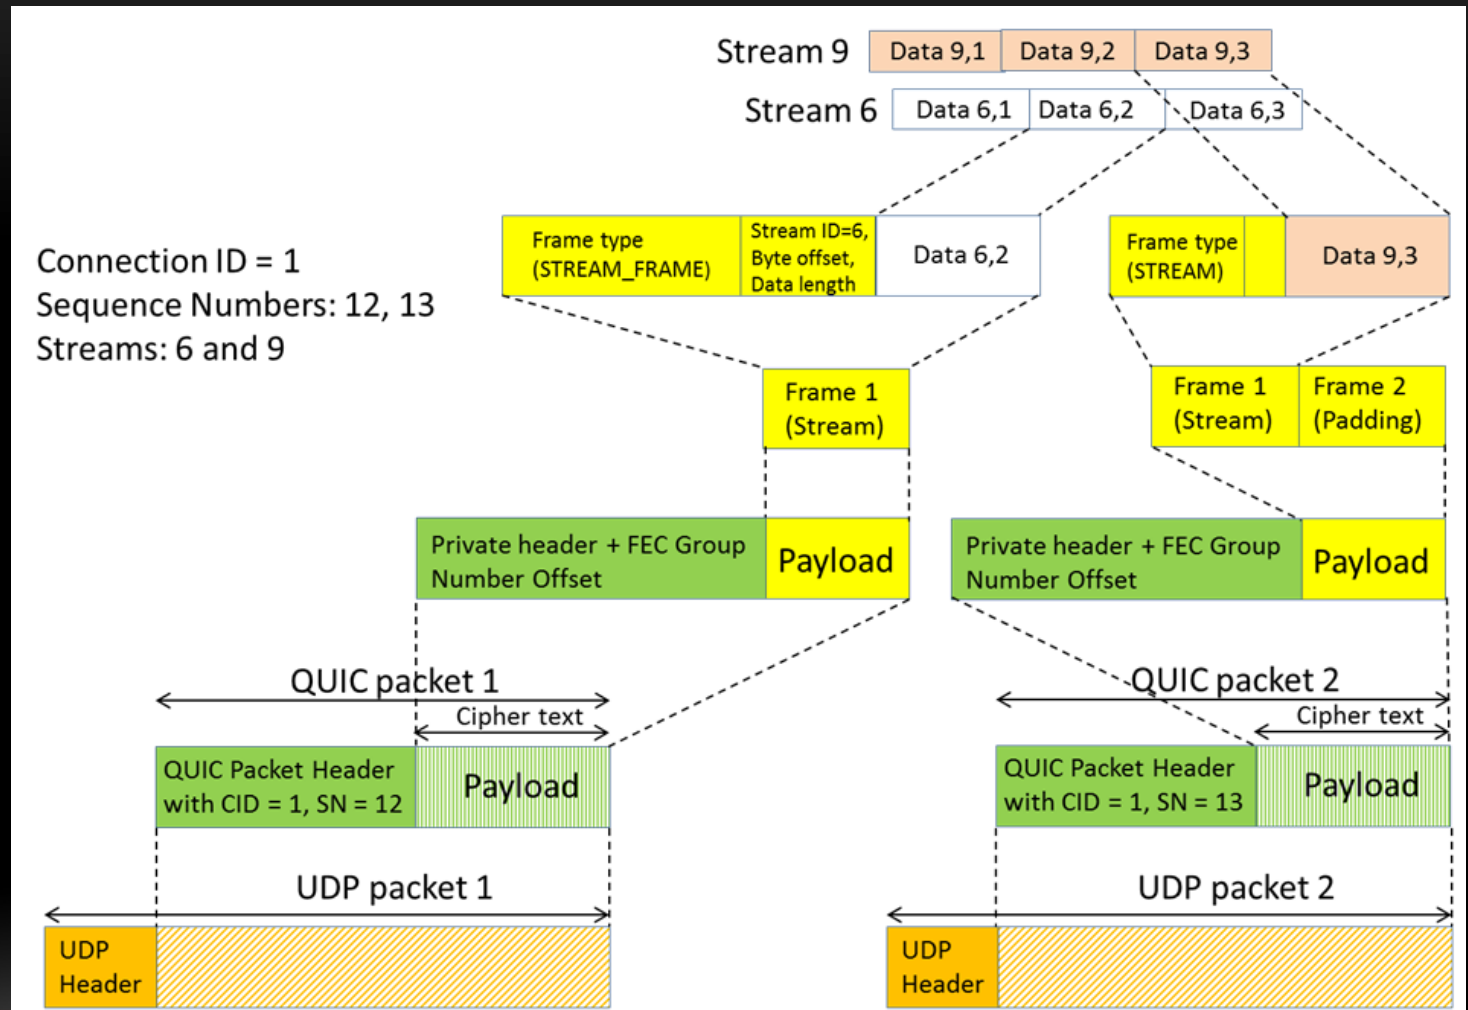 Stream 9 Data 9,1 Data 9,2 Data 9,3
Stream 6 Data 6,1 Data 6,2 Data 6,3
Connection ID = 1
Sequence Numbers: 12, 13
Streams: 6 and 9
Frame type
(STREAM_FRAME)
Stream ID=6,
Byte offset,
Data length
Data 6,2
Frame type
(STREAM)
Data 9,3
Frame 1
(Stream)
Frame 1
(Stream)
Frame 2
(Padding)
Private header + FEC Group
Number Offset
Payload
Private header + FEC Group
Number Offset
Payload
QUIC packet 1
Cipher text
QUIC Packet Header
with CID = 1, SN = 12
Payload
QUIC packet 2
Cipher text
QUIC Packet Header
with CID = 1, SN = 13
Payload
UDP packet 1
UDP
Header
UDP packet 2
UDP
Header